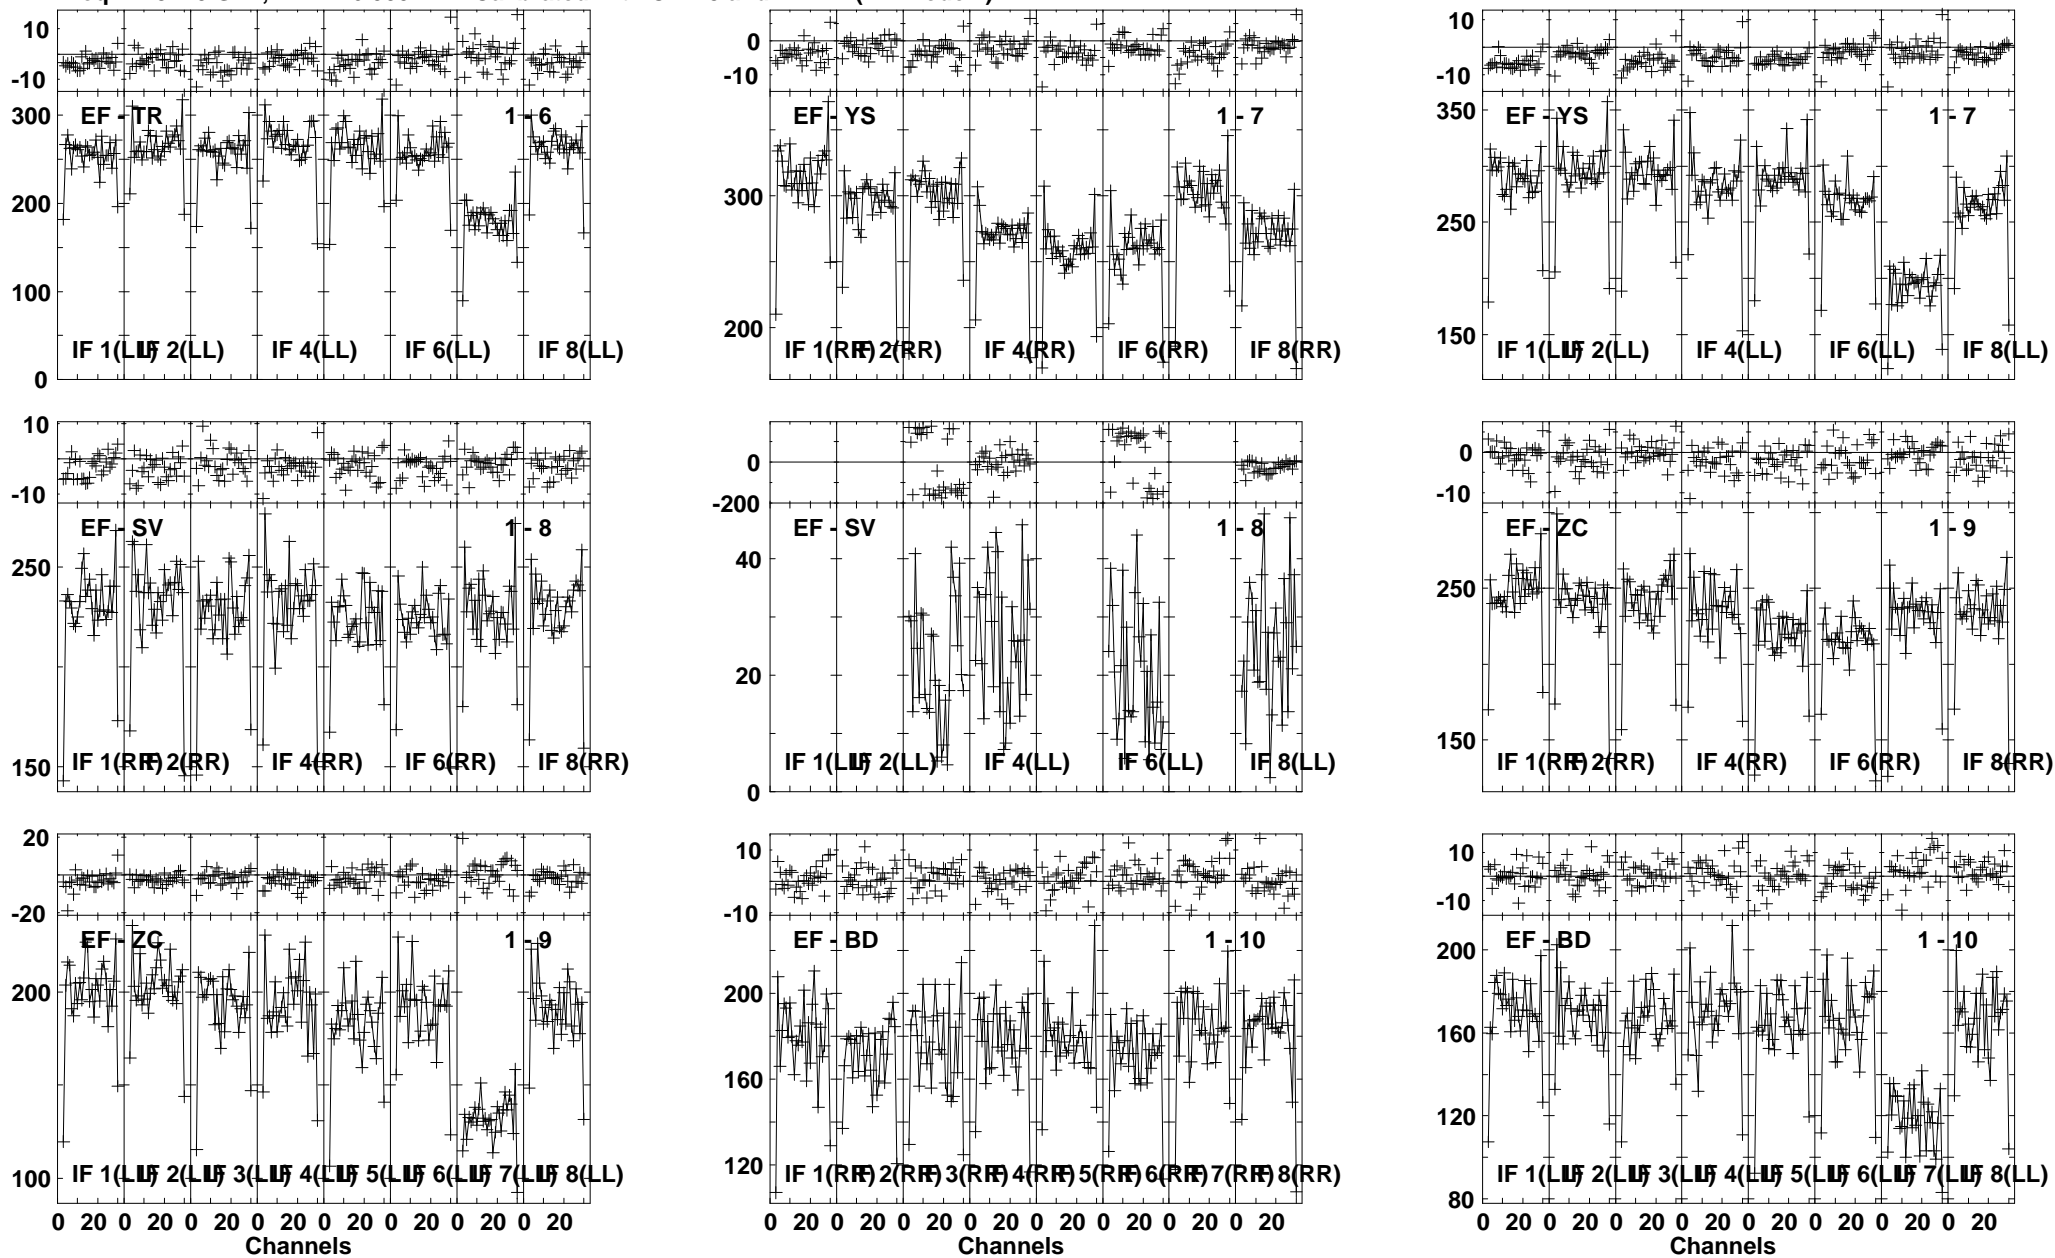 10
0
-10
EF - TR
1 - 6
300
200
100
0
IF 1(LL) IF 2(LL) IF 4(LL) IF 6(LL) IF 8(LL)
0
-10
EF - YS
1 - 7
300
200
IF 1(RR) IF 2(RR) IF 4(RR) IF 6(RR) IF 8(RR)
10
0
-10
EF - YS
1 - 7
350
250
150
IF 1(LL) IF 2(LL) IF 4(LL) IF 6(LL) IF 8(LL)
10
0
-10
EF - SV
1 - 8
250
150
IF 1(RR) IF 2(RR) IF 4(RR) IF 6(RR) IF 8(RR)
0
-200
EF - SV
1 - 8
40
20
0
IF 1(LL) IF 2(LL) IF 4(LL) IF 6(LL) IF 8(LL)
0
-10
EF - ZC
1 - 9
250
150
IF 1(RR) IF 2(RR) IF 4(RR) IF 6(RR) IF 8(RR)
20
0
-20
EF - ZC
1 - 9
200
100
IF 1(LL) IF 2(LL) IF 3(LL) IF 4(LL) IF 5(LL) IF 6(LL) IF 7(LL) IF 8(LL)
0 20 0 20 0 20 0 20 0 20 0 20 0 20 0 20
Channels
10
0
-10
EF - BD
1 - 10
200
160
120
IF 1(RR) IF 2(RR) IF 3(RR) IF 4(RR) IF 5(RR) IF 6(RR) IF 7(RR) IF 8(RR)
0 20 0 20 0 20 0 20 0 20 0 20 0 20 0 20
Channels
10
0
-10
EF - BD
1 - 10
200
160
120
80
IF 1(LL) IF 2(LL) IF 3(LL) IF 4(LL) IF 5(LL) IF 6(LL) IF 7(LL) IF 8(LL)
0 20 0 20 0 20 0 20 0 20 0 20 0 20 0 20
Channels